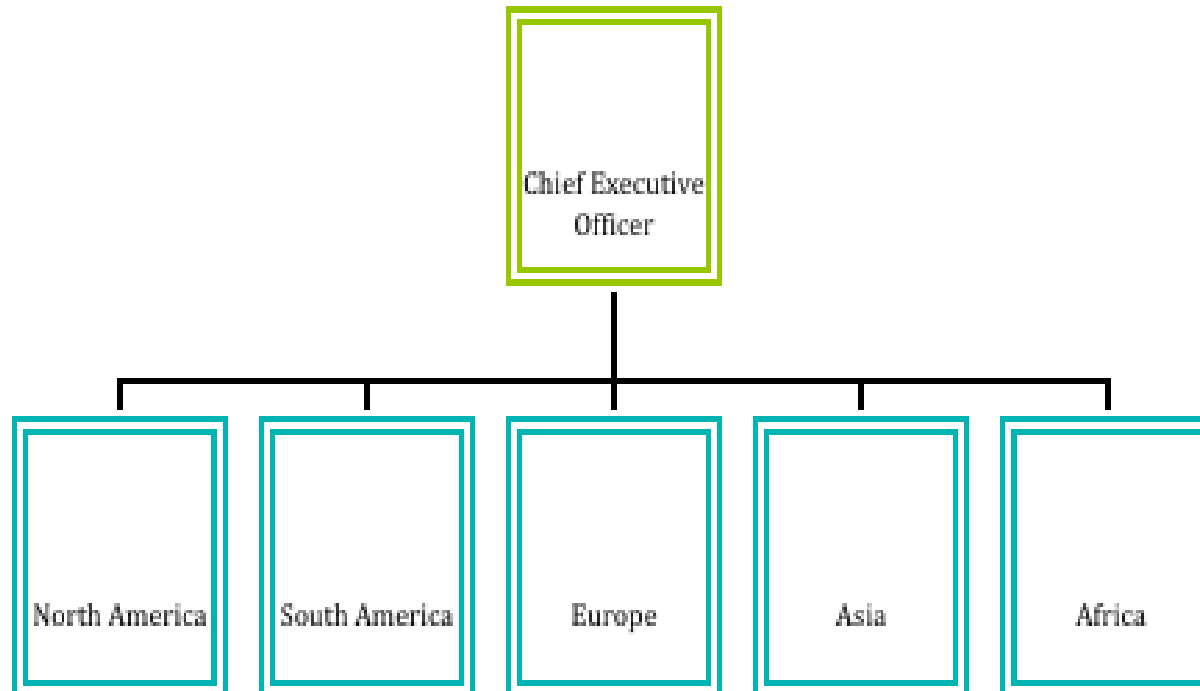 Chief Executive
Officer
North America
South America
Europe
Asia
Africa